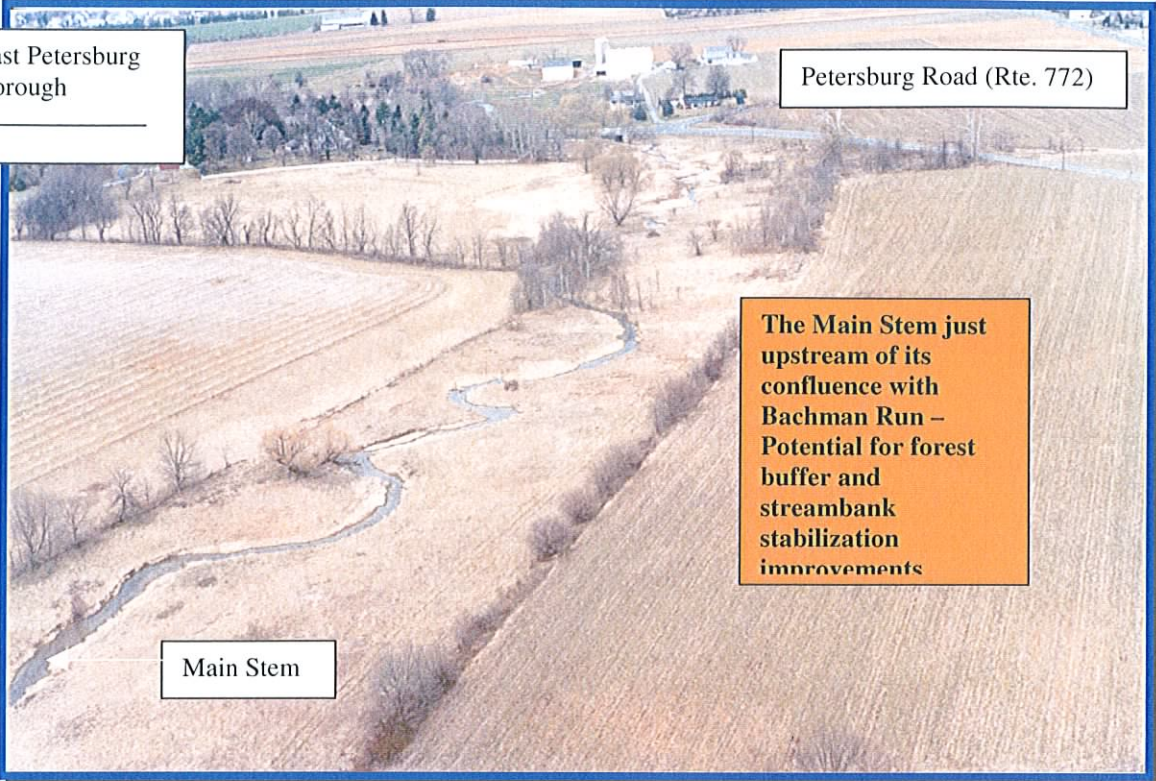 ast Petersburg
orough
Petersburg Road (Rte. 772)
The Main Stem just
upstream of its
confluence with
Bachman Run –
Potential for forest
buffer and
streambank
stabilization
improvements
Main Stem